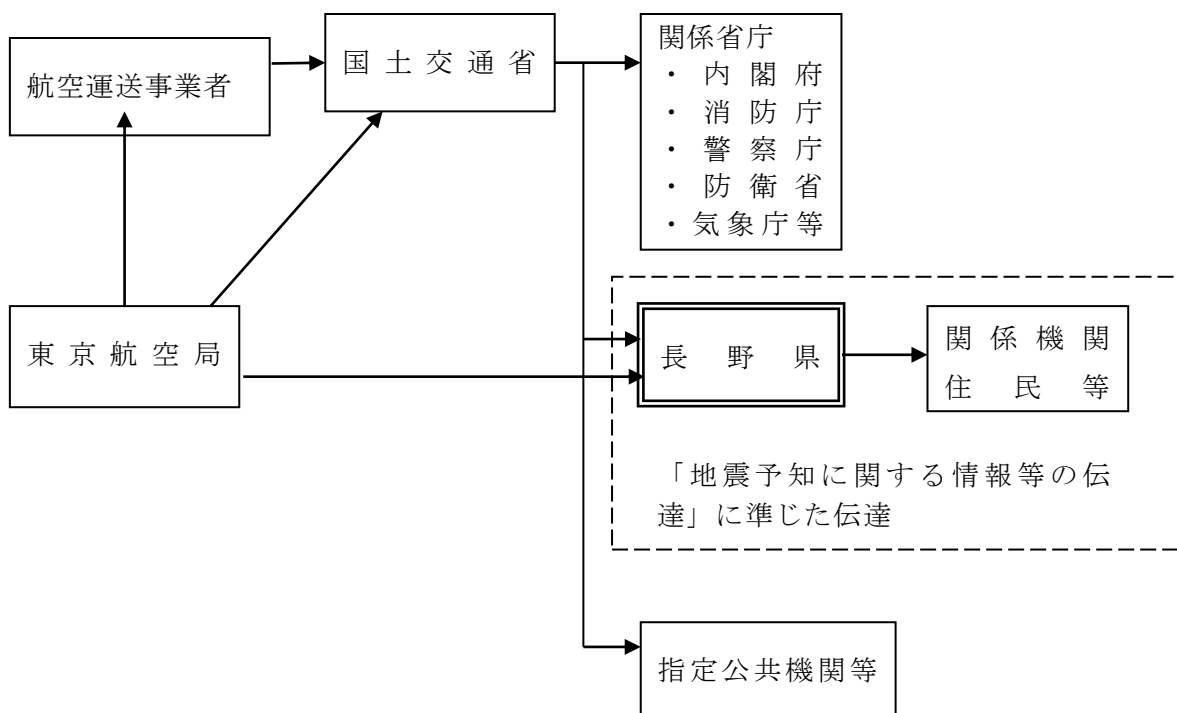 航空運送事業者
国土交通省
関係省庁
・内閣府
・消防庁
・警察庁
・防衛省
・気象庁等
東京航空局
長野県
関係機関
住民等
「地震予知に関する情報等の伝
達」に準じた伝達
指定公共機関等